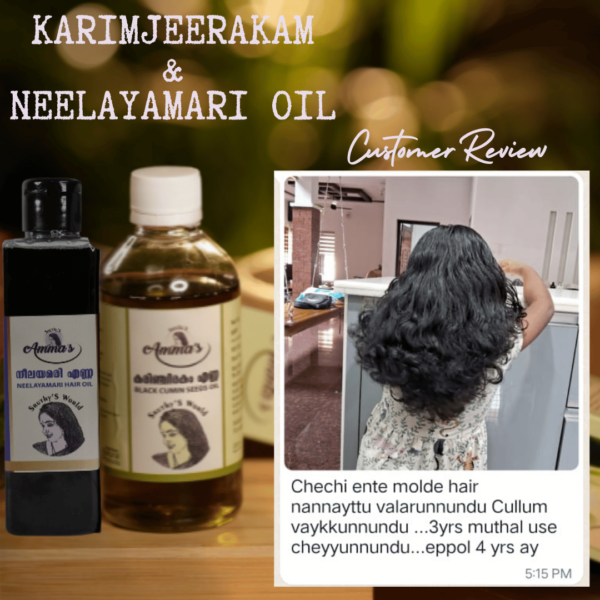 KARIMJEERAKAM
&
NEELAYAMARI OIL
Customer Review
Amma's
നീലയമരി എണ്ണ
NEELAYAMARI HAIR OIL
Souby'S World
Amma's
കരിഞ്ചീരകം എണ്ണ
BLACK CUMIN SEEDS OIL
Chechi ente molde hair
nannayttu valarunnundu Cullum
vaykkunnundu ...3yrs muthal use
cheyyunnundu...eppol 4 yrs ay
5:15 PM